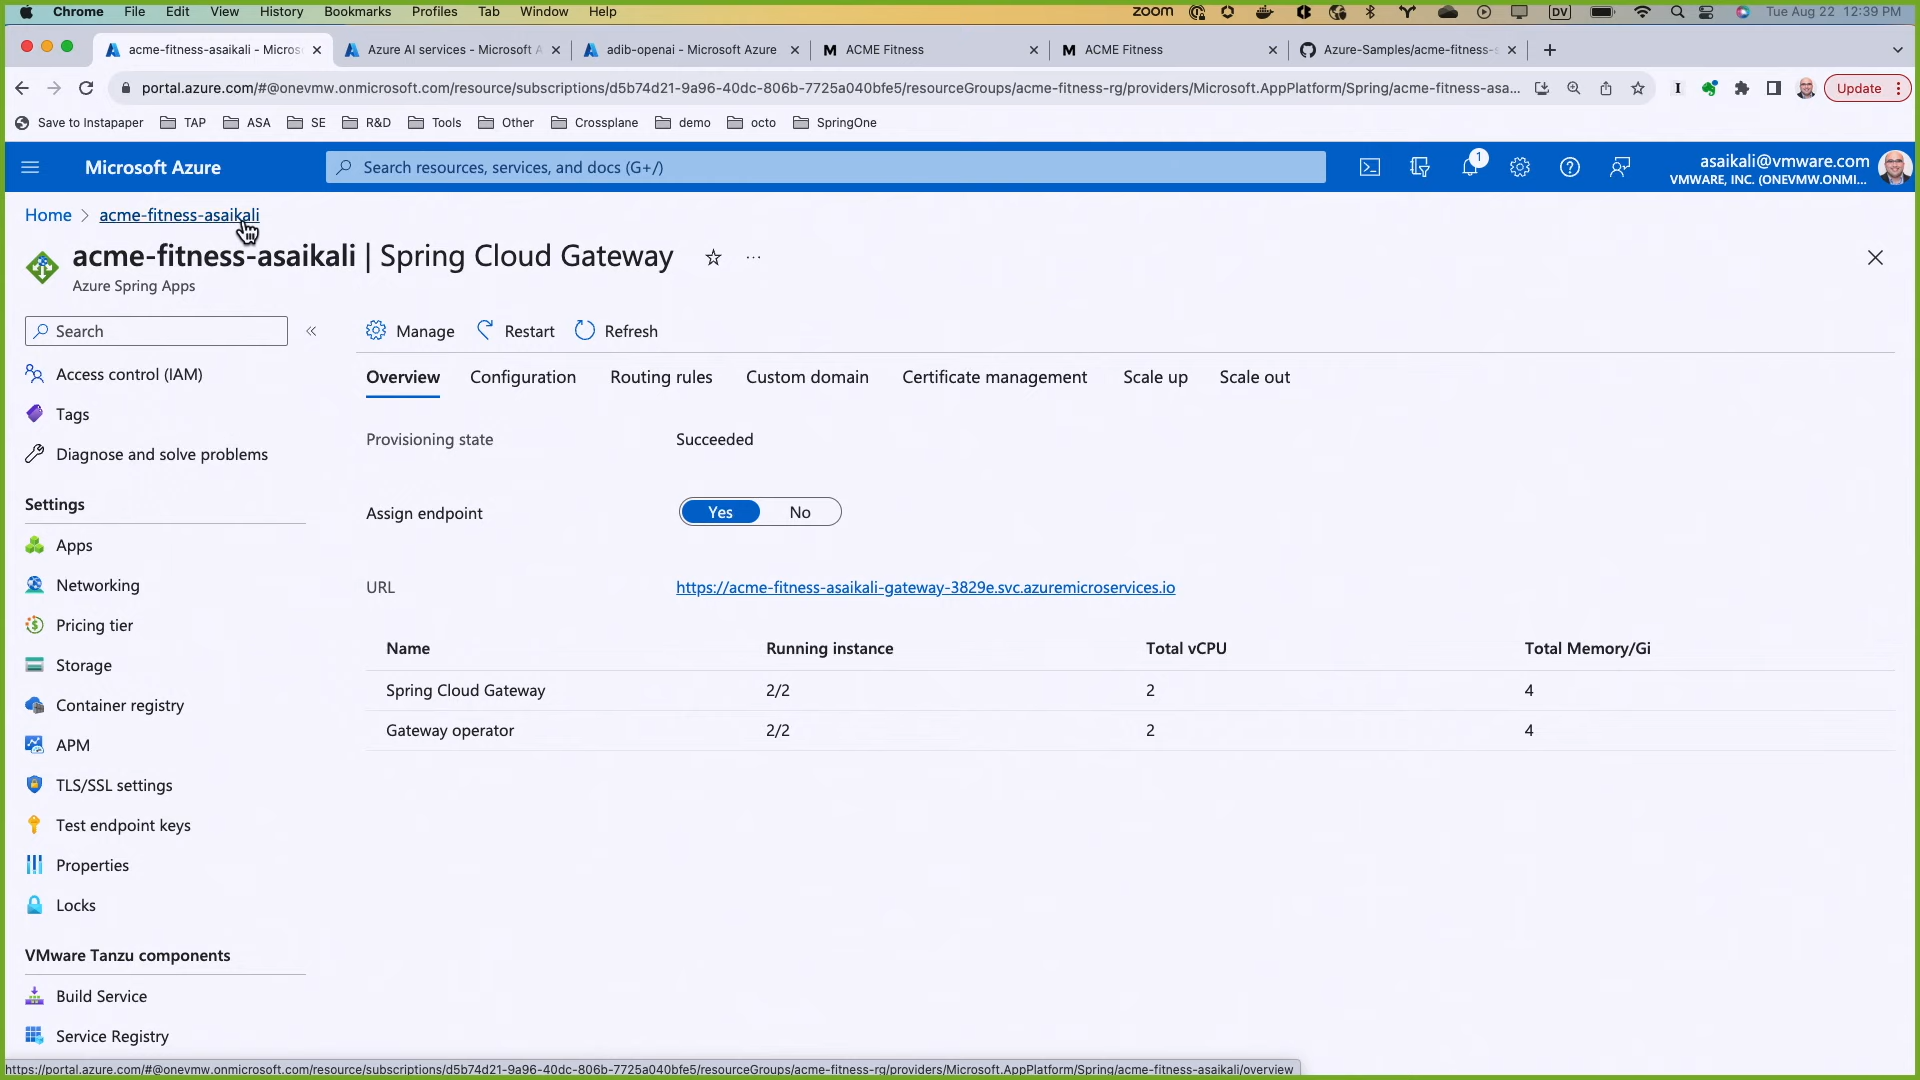 Chrome File Edit View History Bookmarks Profiles Tab Window Help zoom DV Tue Aug 22 12:39 PM
acme-fitness-asaikali - Micros Azure AI services - Microsoft A adib-openai - Microsoft Azure M ACME Fitness M ACME Fitness Azure-Samples/acme-fitness-s
portal.azure.com/#@onevmw.onmicrosoft.com/resource/subscriptions/d5b74d21-9a96-40dc-806b-7725a040bfe5/resourceGroups/acme-fitness-rg/providers/Microsoft.AppPlatform/Spring/acme-fitness-asa... I Update
Save to Instapaper TAP ASA SE R&D Tools Other Crossplane demo octo SpringOne
Microsoft Azure Search resources, services, and docs (G+/) 1 asaikali@vmware.com
VMWARE, INC. (ONEVMW.ONMI...
Home > acme-fitness-asaikali
acme-fitness-asaikali | Spring Cloud Gateway ...
Azure Spring Apps
Search « Manage Restart Refresh
Access control (IAM)
Tags
Diagnose and solve problems
Settings
Apps
Networking
Pricing tier
Storage
Container registry
APM
TLS/SSL settings
Test endpoint keys
Properties
Locks
VMware Tanzu components
Build Service
Service Registry
Overview Configuration Routing rules Custom domain Certificate management Scale up Scale out
Provisioning state Succeeded
Assign endpoint Yes No
URL https://acme-fitness-asaikali-gateway-3829e.svc.azuremicroservices.io
Name Running instance Total vCPU Total Memory/Gi
Spring Cloud Gateway 2/2 2 4
Gateway operator 2/2 2 4
https://portal.azure.com/#@onevmw.onmicrosoft.com/resource/subscriptions/d5b74d21-9a96-40dc-806b-7725a040bfe5/resourceGroups/acme-fitness-rg/providers/Microsoft.AppPlatform/Spring/acme-fitness-asaikali/overview